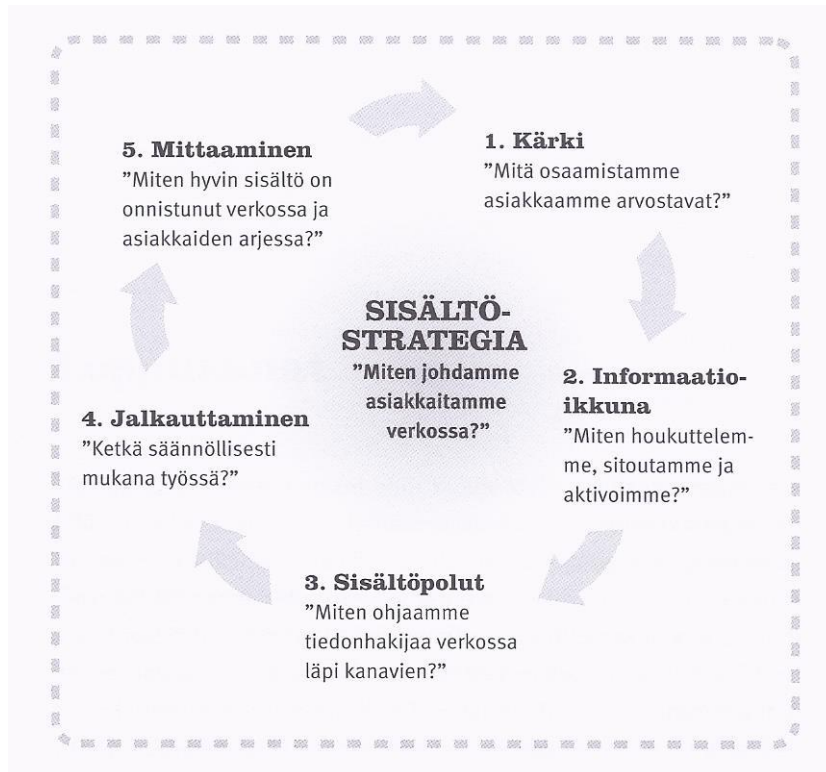 1. Kärki
"Mitä osaamistamme
asiakkaamme arvostavat?"
2. Informaatio-
ikkuna
"Miten houkuttelem-
me, sitoutamme ja
aktivoimme?"
3. Sisältöpolut
"Miten ohjaamme
tiedonhakijaa verkossa
läpi kanavien?"
4. Jalkauttaminen
"Ketkä säännöllisesti
mukana työssä?"
5. Mittaaminen
"Miten hyvin sisältö on
onnistunut verkossa ja
asiakkaiden arjessa?"
SISÄLTÖ-
STRATEGIA
"Miten johdamme
asiakkaitamme
verkossa?"